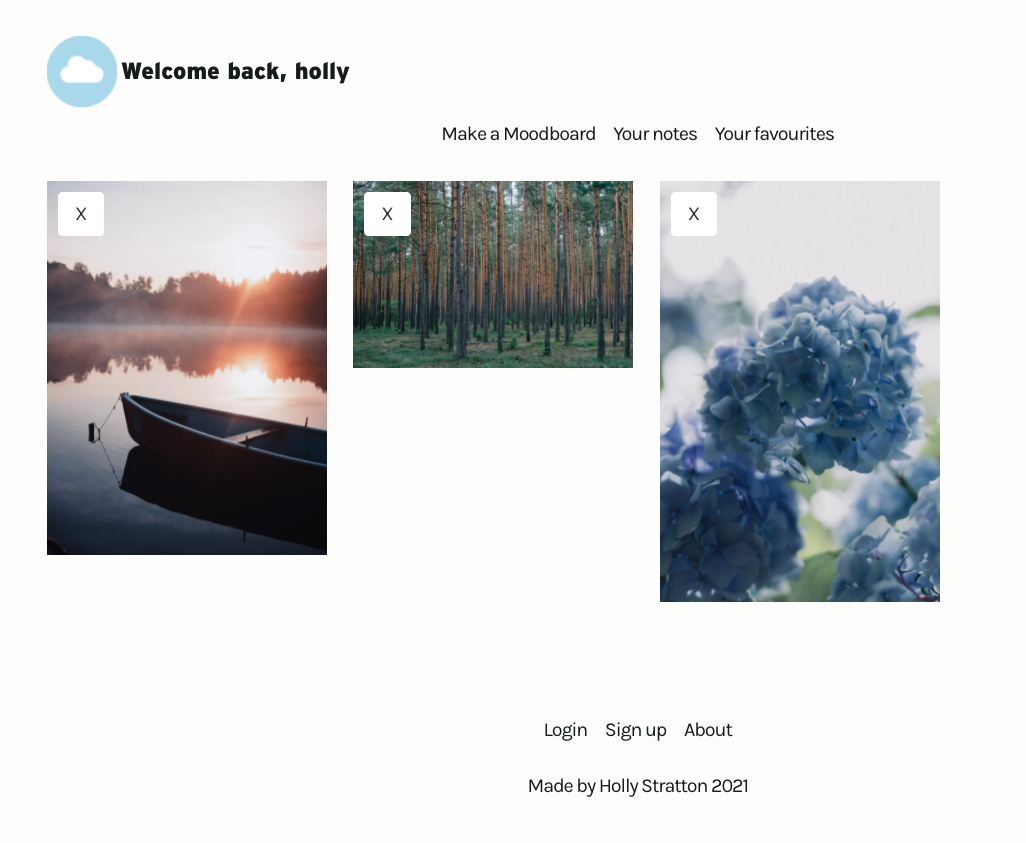 Welcome back, holly
Make a Moodboard Your notes Your favourites
X X X
Login Sign up About
Made by Holly Stratton 2021